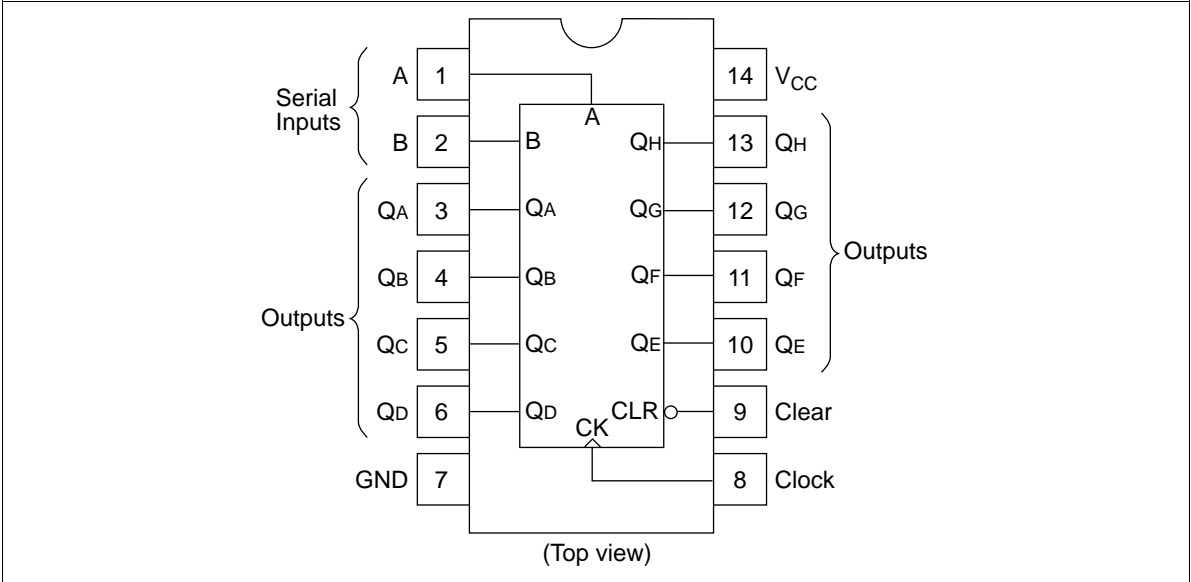 Serial
Inputs
A 1
B 2
Outputs
QA 3
QB 4
QC 5
QD 6
GND 7
A
B
QA
QB
QC
QD
QH
QG
QF
QE
CLR
CK
14 VCC
13 QH
12 QG
11 QF
10 QE
Outputs
9 Clear
8 Clock
(Top view)